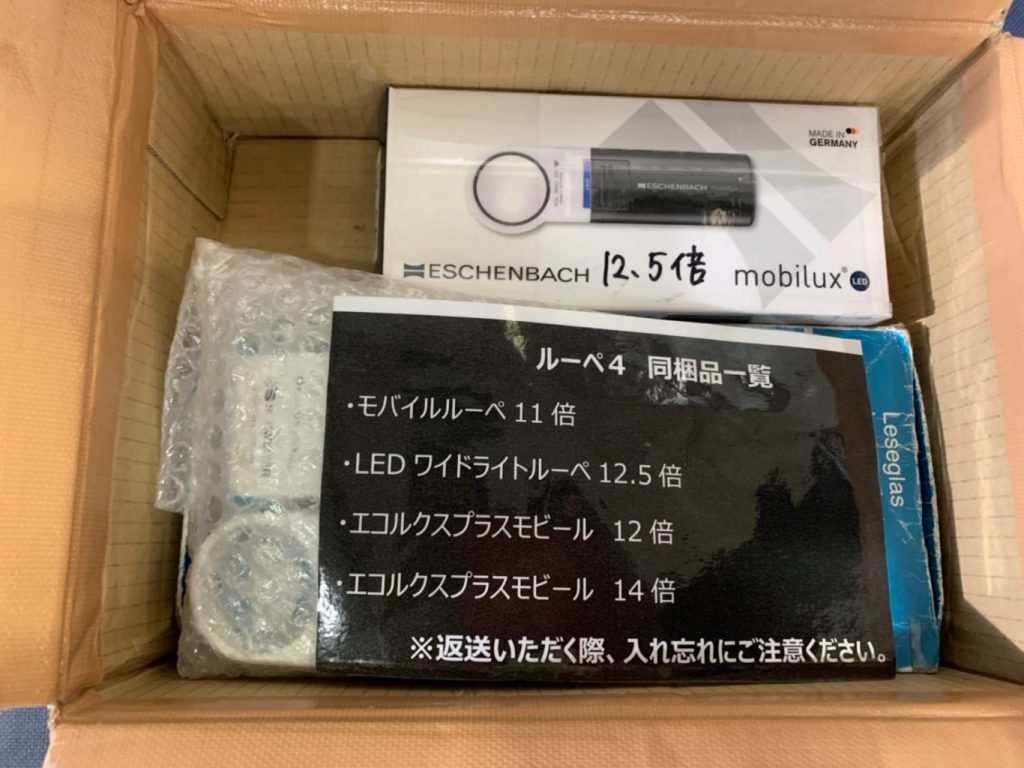 MADE IN
GERMANY
ESCHENBACH
LED
ESCHENBACH 12.5倍 mobilux® LED
ルーペ4 同梱品一覧
・モバイルルーペ 11 倍
・LED ワイドライトルーペ 12.5 倍
・エコルクスプラスモビール 12 倍
・エコルクスプラスモビール 14 倍
※返送いただく際、入れ忘れにご注意ください。
Leseglas